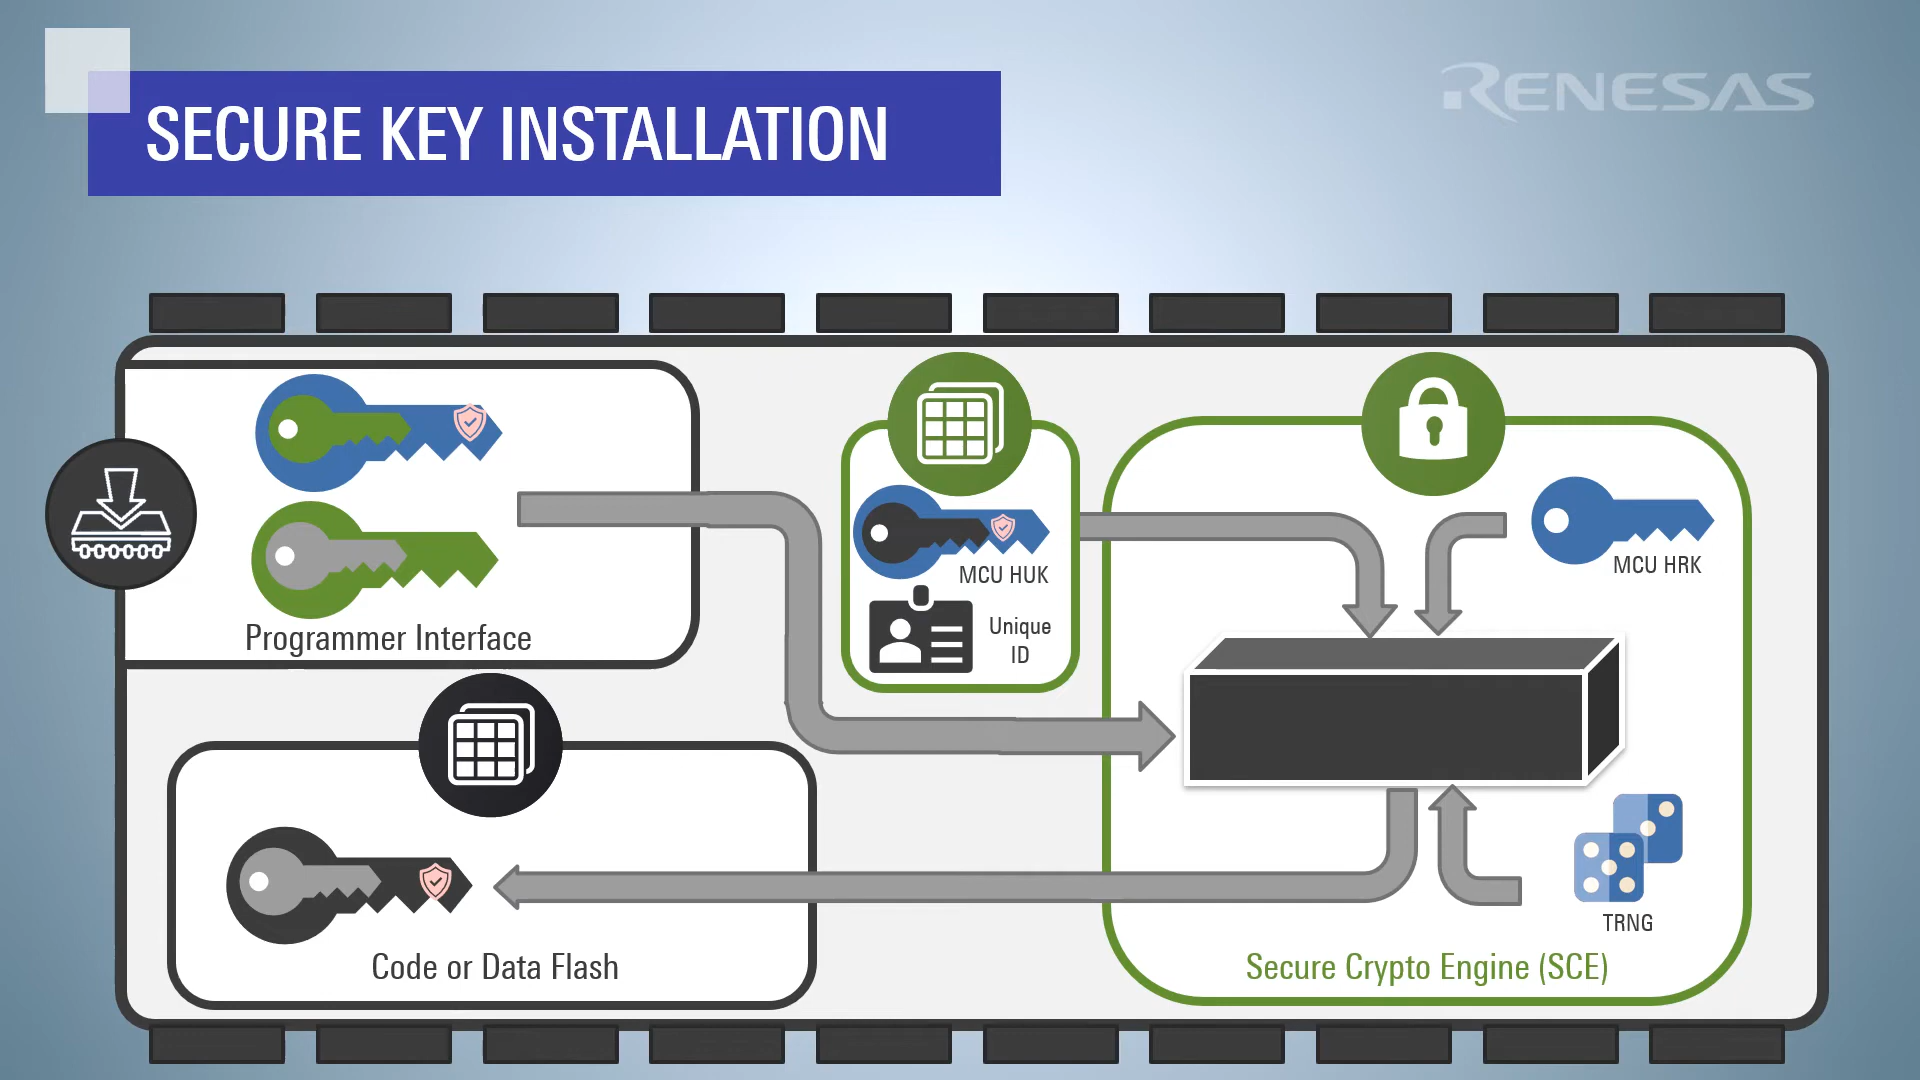 RENESAS
SECURE KEY INSTALLATION
MCU HUK
MCU HRK
Unique
ID
Programmer Interface
TRNG
Code or Data Flash
Secure Crypto Engine (SCE)